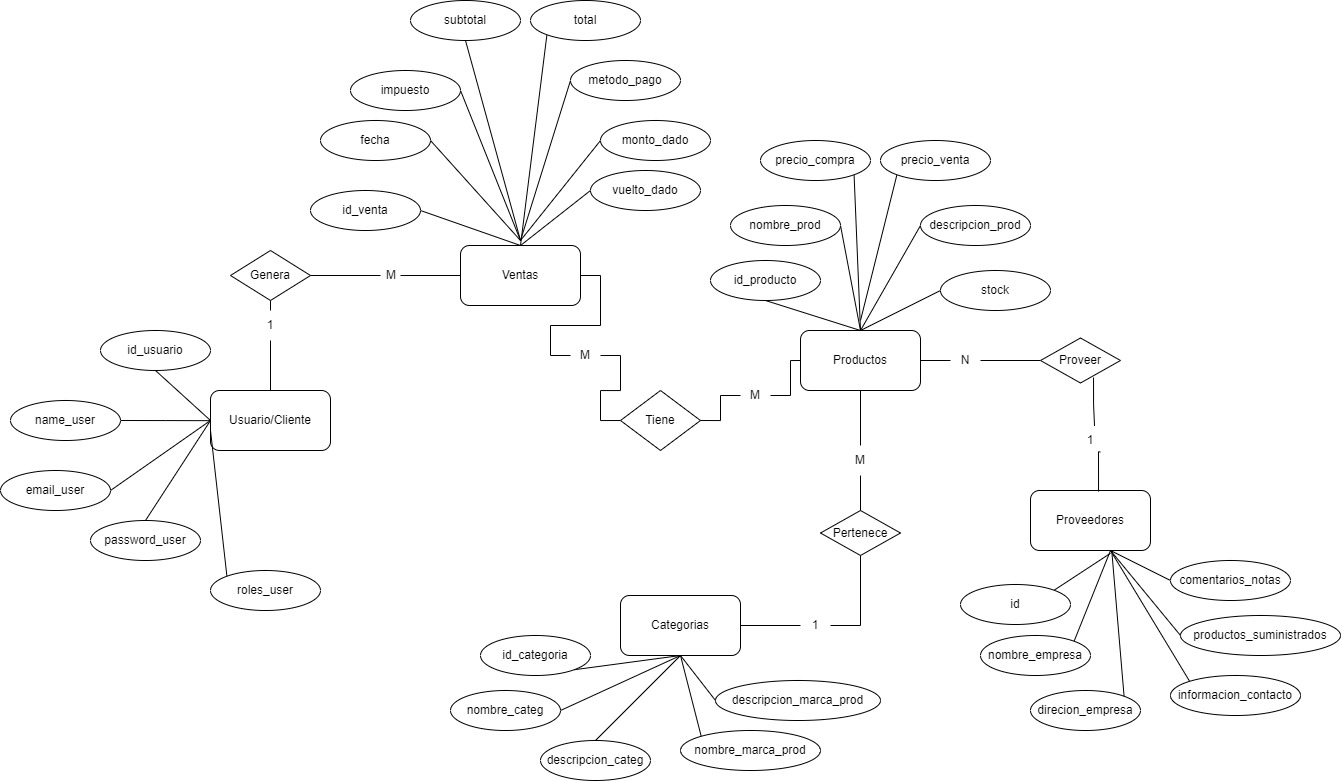 subtotal
total
impuesto
metodo_pago
fecha
monto_dado
vuelto_dado
id_venta
precio_compra
precio_venta
nombre_prod
descripcion_prod
id_producto
stock
Genera
M
Ventas
1
id_usuario
M
Productos
N
Proveer
name_user
Usuario/Cliente
Tiene
M
1
M
email_user
password_user
Pertenece
Proveedores
roles_user
comentarios_notas
id
Categorias
1
productos_suministrados
id_categoria
nombre_empresa
informacion_contacto
descripcion_marca_prod
nombre_categ
direcion_empresa
nombre_marca_prod
descripcion_categ